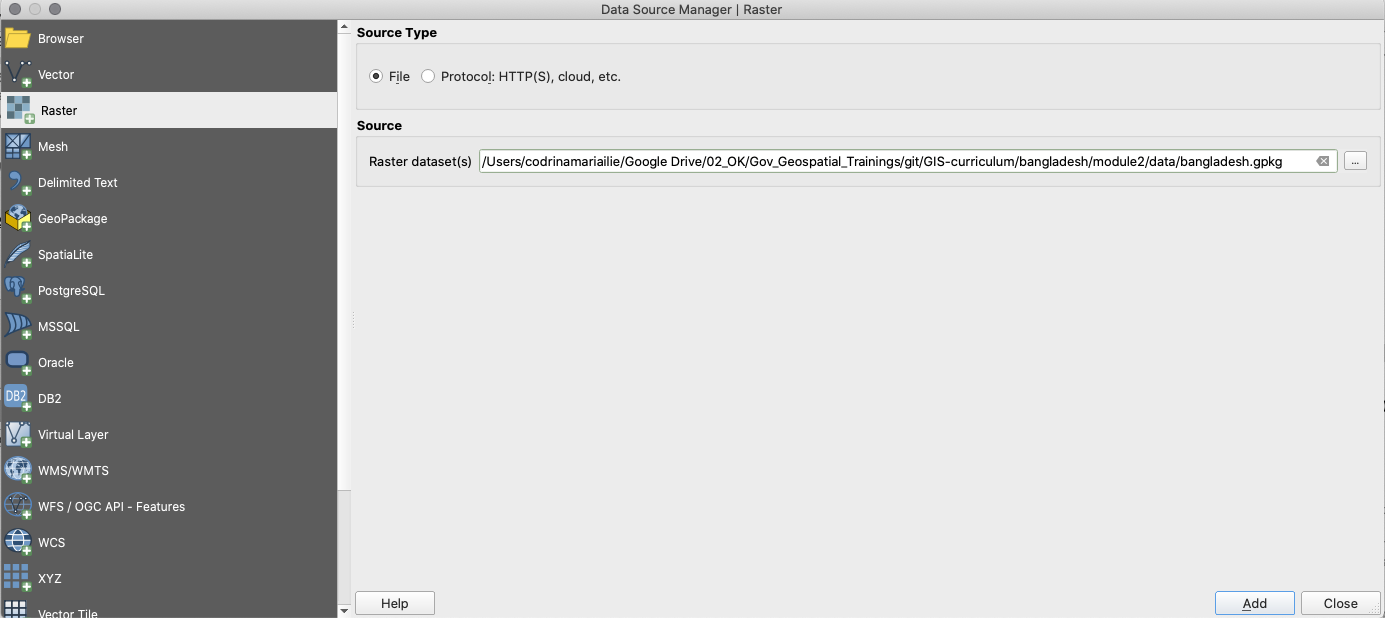 Data Source Manager | Raster
Browser
Vector
Raster
Mesh
Delimited Text
GeoPackage
SpatiaLite
PostgreSQL
MSSQL
Oracle
DB2
DB2
Virtual Layer
WMS/WMTS
WFS / OGC API - Features
WCS
XYZ
Vector Tile
Source Type
File Protocol: HTTP(S), cloud, etc.
Source
Raster dataset(s) /Users/codrinamariailie/Google Drive/02_OK/Gov_Geospatial_Trainings/git/GIS-curriculum/bangladesh/module2/data/bangladesh.gpkg ...
Help Add Close